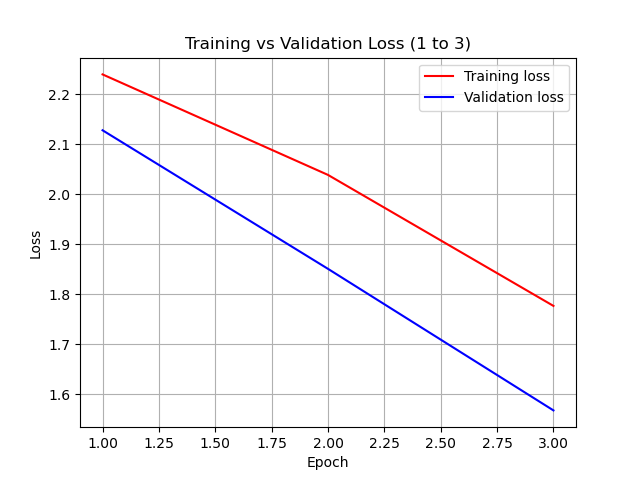 Training vs Validation Loss (1 to 3)
Training loss
Validation loss
Loss
2.2
2.1
2.0
1.9
1.8
1.7
1.6
1.00 1.25 1.50 1.75 2.00 2.25 2.50 2.75 3.00
Epoch